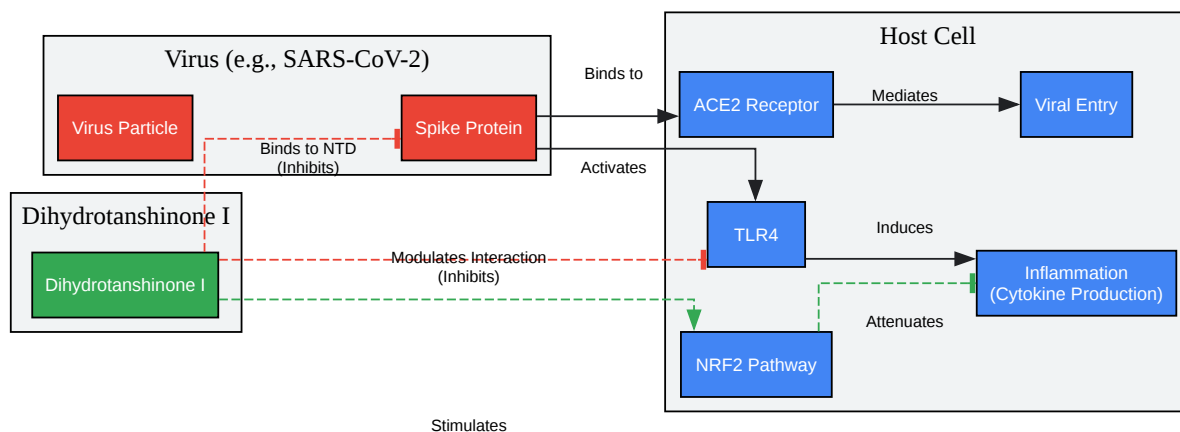 Host Cell
Virus (e.g., SARS-CoV-2)
Binds to
Virus Particle
Spike Protein
ACE2 Receptor
Mediates
Viral Entry
Binds to NTD
(Inhibits)
Activates
Dihydrotanshinone I
TLR4
Induces
Modulates Interaction
(Inhibits)
Dihydrotanshinone I
Inflammation
(Cytokine Production)
Attenuates
NRF2 Pathway
Stimulates